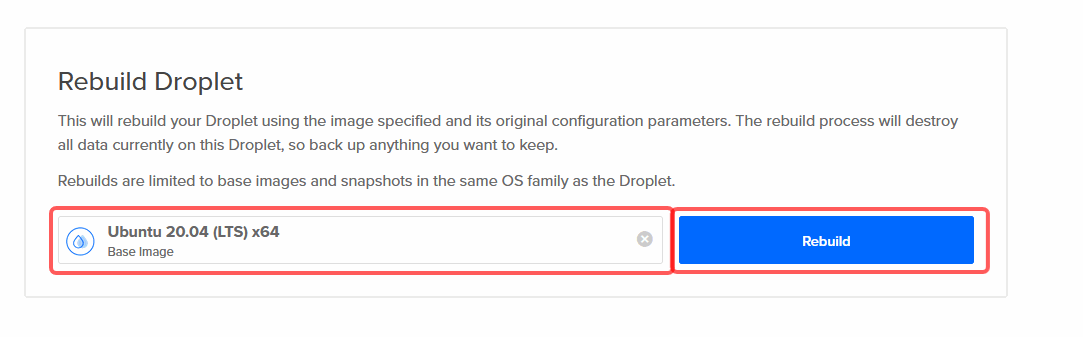 Rebuild Droplet
This will rebuild your Droplet using the image specified and its original configuration parameters. The rebuild process will destroy
all data currently on this Droplet, so back up anything you want to keep.
Rebuilds are limited to base images and snapshots in the same OS family as the Droplet.
Ubuntu 20.04 (LTS) x64
Base Image
Rebuild